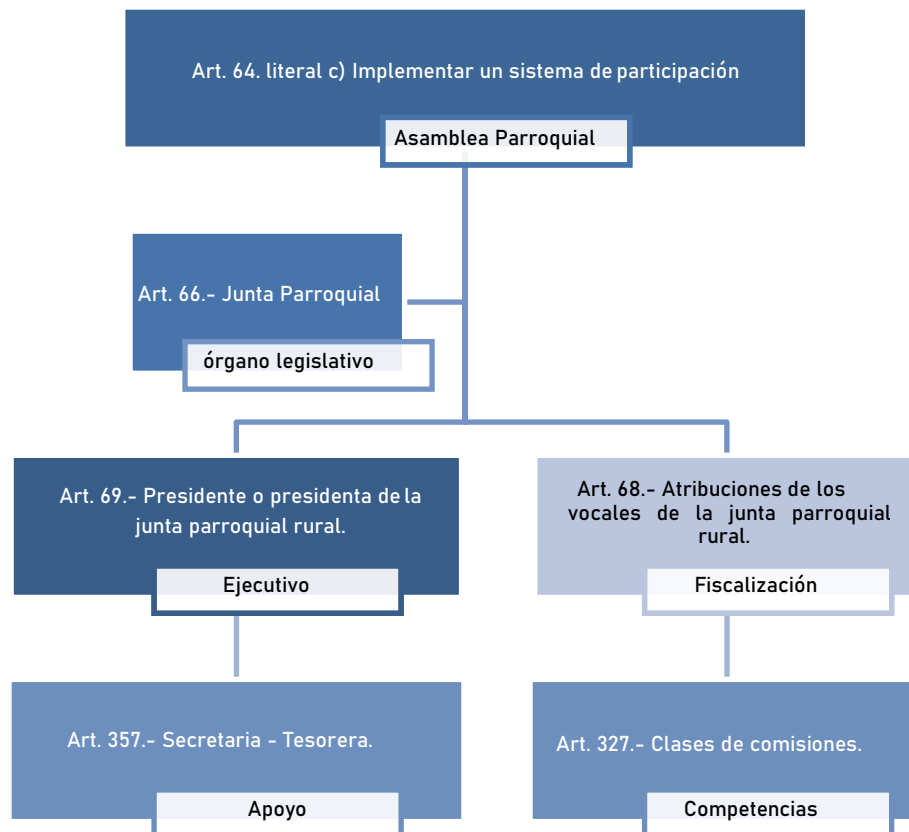 Art. 64. literal c) Implementar un sistema de participación
Asamblea Parroquial
Art. 66.- Junta Parroquial
órgano legislativo
Art. 69.- Presidente o presidenta de la
junta parroquial rural.
Ejecutivo
Art. 68.- Atribuciones de los
vocales de la junta parroquial
rural.
Fiscalización
Art. 357.- Secretaria - Tesorera.
Apoyo
Art. 327.- Clases de comisiones.
Competencias